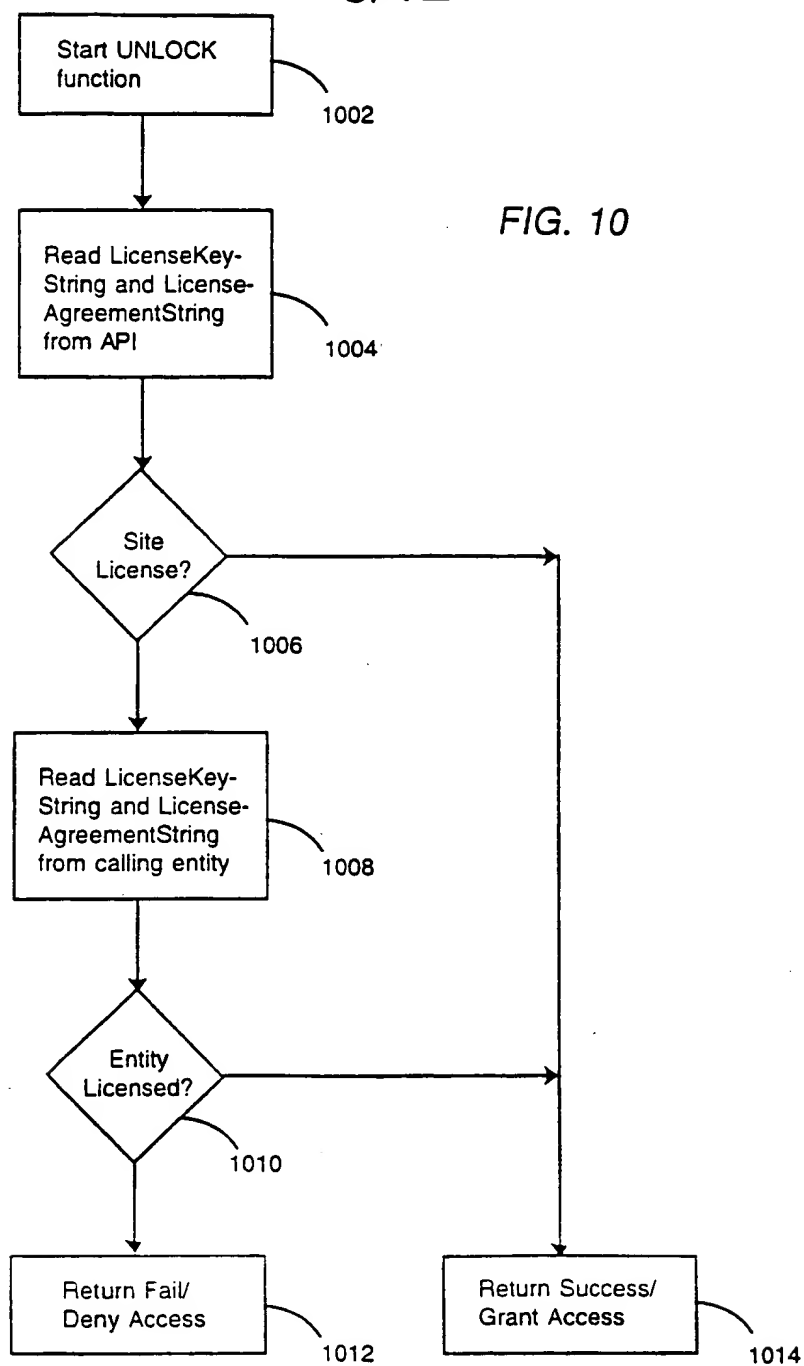 Start UNLOCK
function
1002
FIG. 10
Read LicenseKey-
String and License-
AgreementString
from API
1004
Site
License?
1006
Read LicenseKey-
String and License-
AgreementString
from calling entity
1008
Entity
Licensed?
1010
Return Fail/
Deny Access
1012
Return Success/
Grant Access
1014